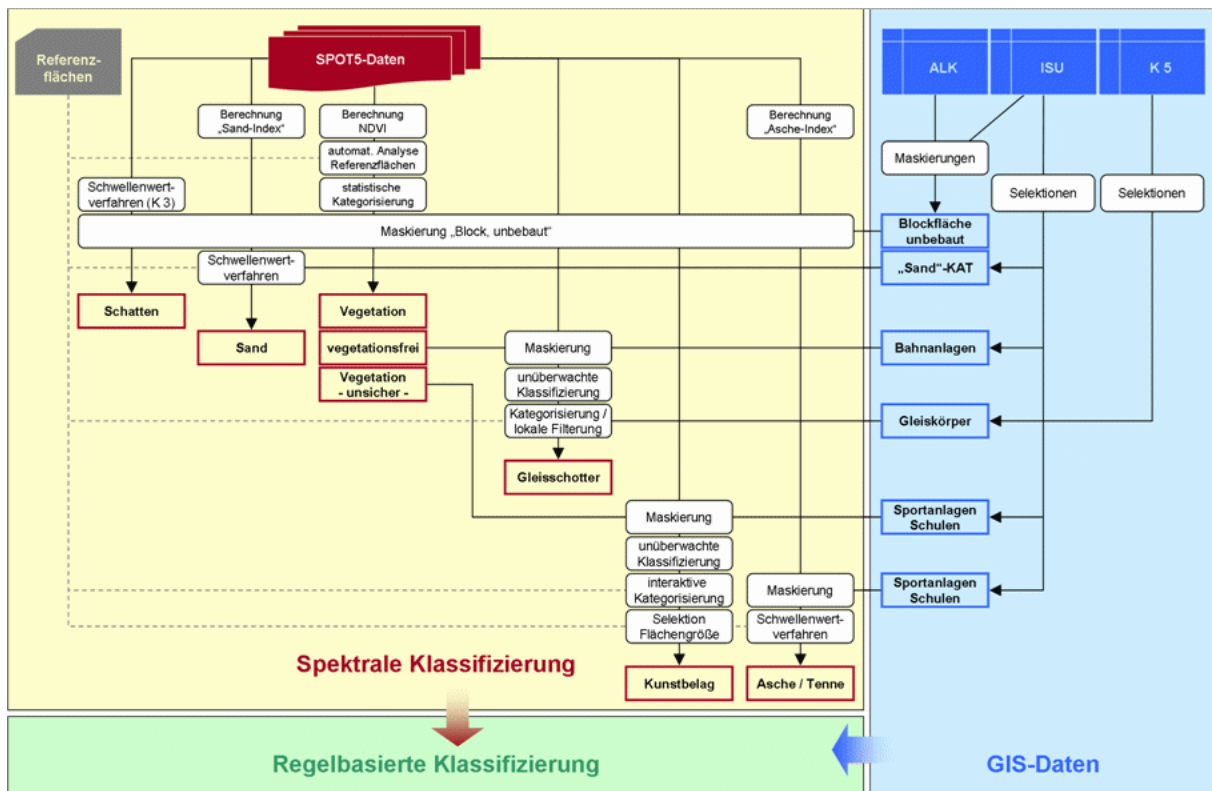 Referenz-
flächen
SPOT5-Daten
ALK
ISU
K 5
Berechnung
„Sand-Index“
Berechnung
NDVI
Berechnung
„Asche-Index“
automat. Analyse
Referenzflächen
Maskierungen
Schwellenwert-
verfahren (K 3)
statistische
Kategorisierung
Selektionen
Selektionen
Maskierung „Block, unbebaut“
Blockfläche
unbebaut
Schwellenwert-
verfahren
„Sand“-KAT
Schatten
Vegetation
Sand
vegetationsfrei
Maskierung
Bahnanlagen
Vegetation
- unsicher -
unüberwachte
Klassifizierung
Kategorisierung /
lokale Filterung
Gleiskörper
Gleisschotter
Maskierung
Sportanlagen
Schulen
unüberwachte
Klassifizierung
interaktive
Kategorisierung
Maskierung
Sportanlagen
Schulen
Selektion
Flächengröße
Schwellenwert-
verfahren
Spektrale Klassifizierung
Kunstbelag
Asche / Tenne
Regelbasierte Klassifizierung
GIS-Daten